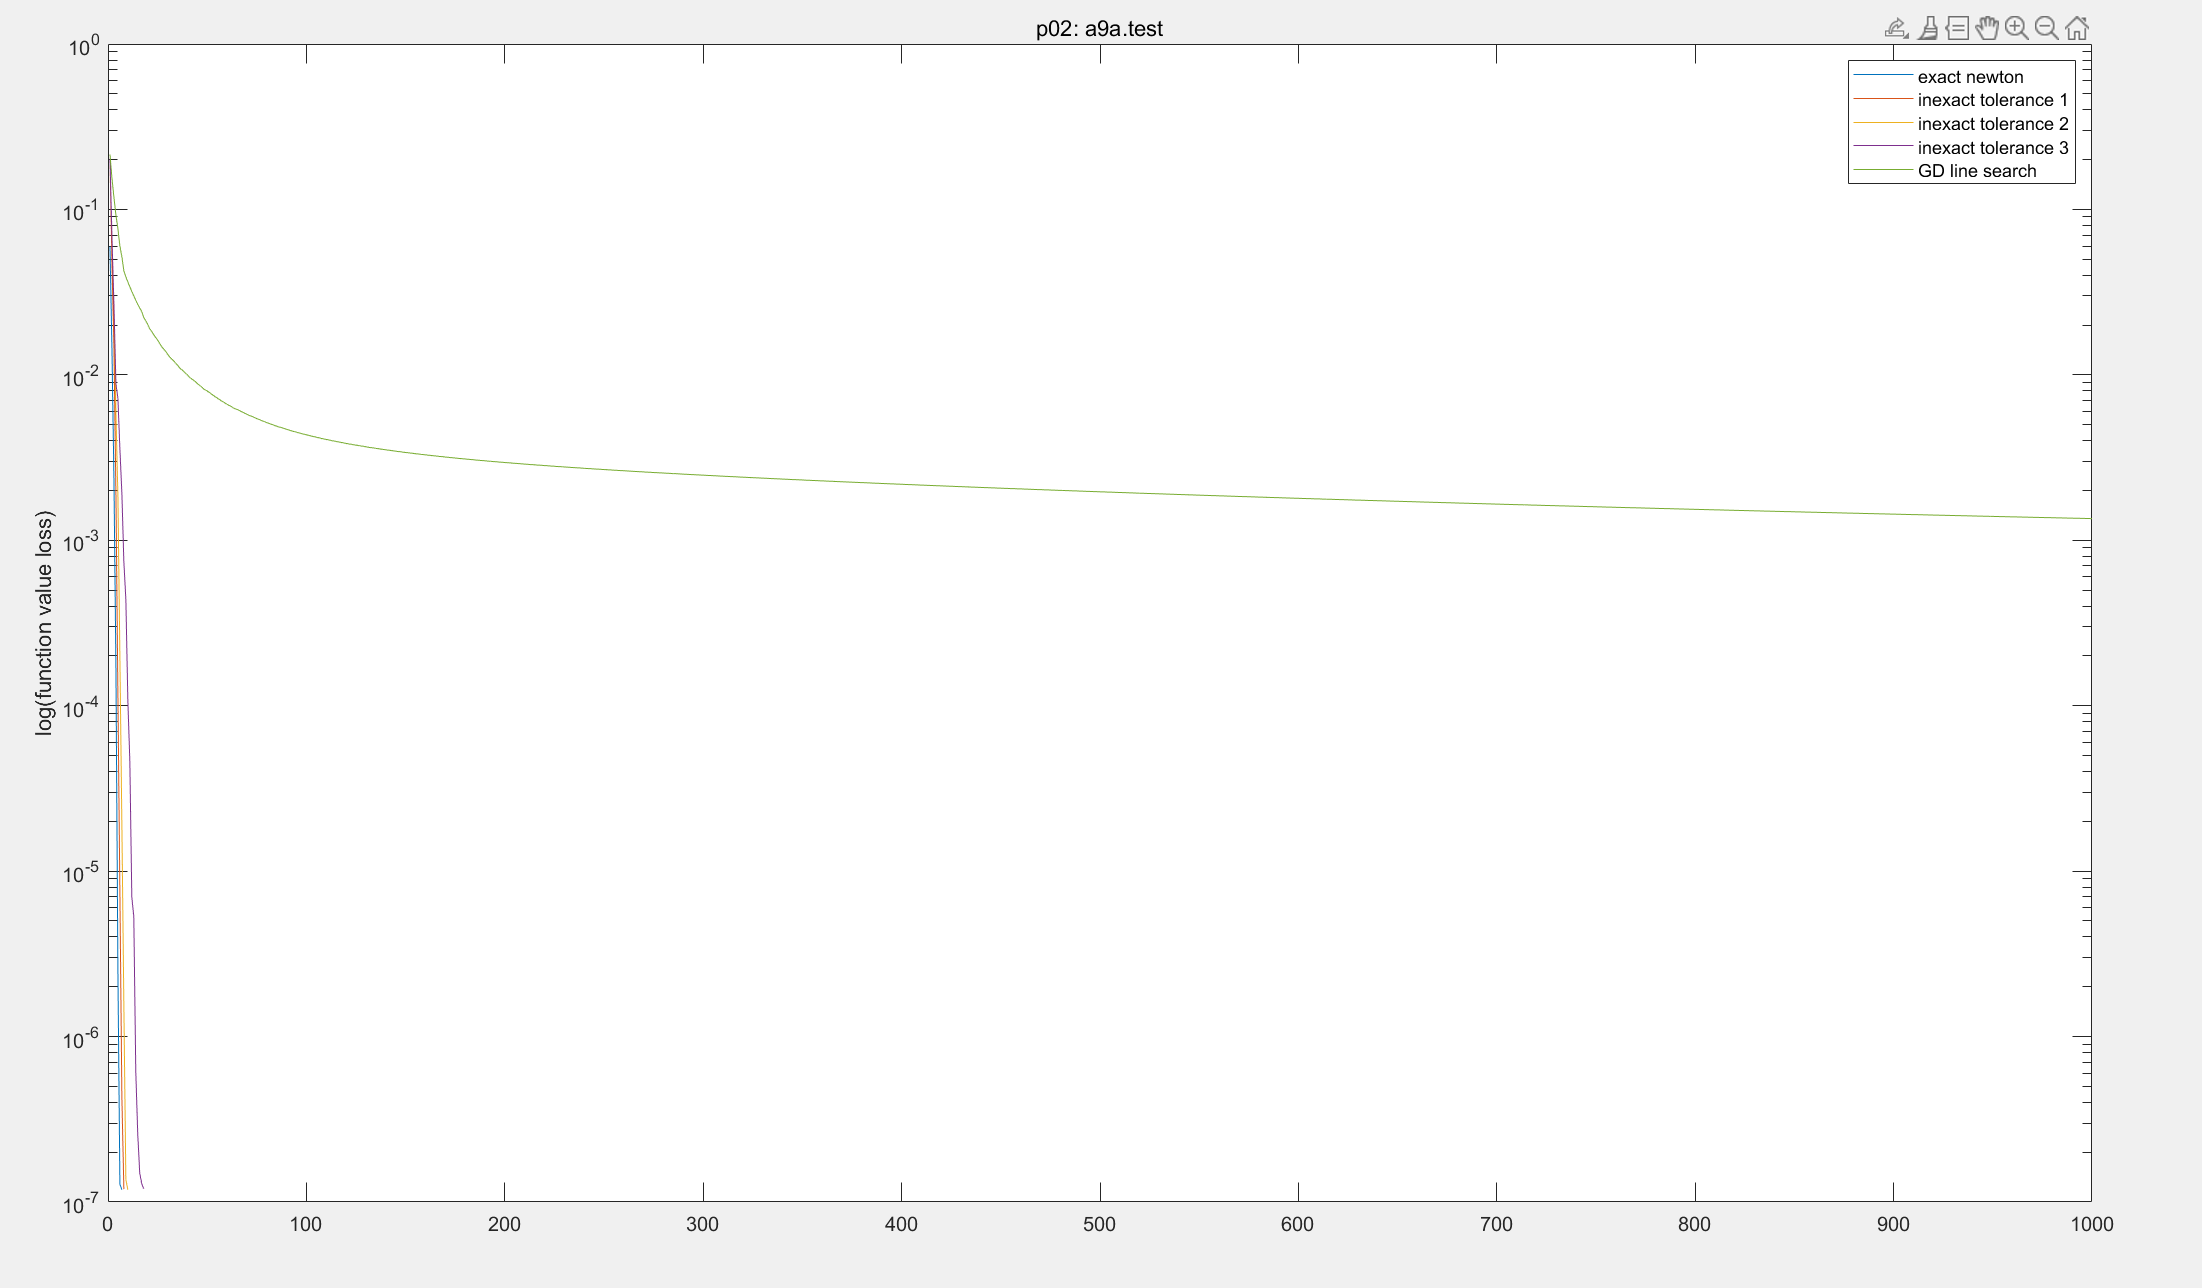 p02: a9a.test
exact newton
inexact tolerance 1
inexact tolerance 2
inexact tolerance 3
GD line search
log(function value loss)
10^0
10^-1
10^-2
10^-3
10^-4
10^-5
10^-6
10^-7
0 100 200 300 400 500 600 700 800 900 1000